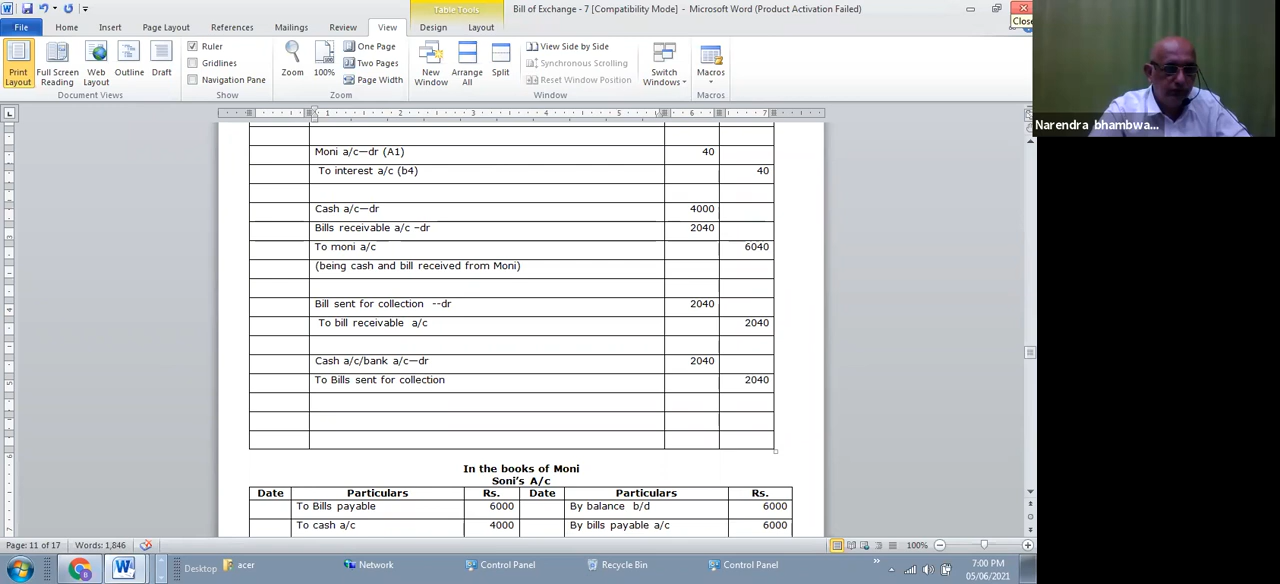 Table Tools
Bill of Exchange - 7 [Compatibility Mode] - Microsoft Word (Product Activation Failed)
Close
File Home Insert Page Layout References Mailings Review View Design Layout
Print Layout
Full Screen Reading
Web Layout
Outline
Draft
Document Views
Ruler
Gridlines
Navigation Pane
Show
Zoom
100%
One Page
Two Pages
Page Width
Zoom
New Window
Arrange All
Split
View Side by Side
Synchronous Scrolling
Reset Window Position
Window
Switch Windows
Macros
Macros
Narendra bhambwa...
1 2 3 4 5 6 7
Moni a/c—dr (A1) 40
To interest a/c (b4) 40
Cash a/c—dr 4000
Bills receivable a/c –dr 2040
To moni a/c 6040
(being cash and bill received from Moni)
Bill sent for collection --dr 2040
To bill receivable a/c 2040
Cash a/c/bank a/c—dr 2040
To Bills sent for collection 2040
In the books of Moni
Soni's A/c
Date Particulars Rs. Date Particulars Rs.
To Bills payable 6000 By balance b/d 6000
To cash a/c 4000 By bills payable a/c 6000
Page: 11 of 17 Words: 1,846 100%
Desktop acer Network Control Panel Recycle Bin Control Panel
7:00 PM
05/06/2021